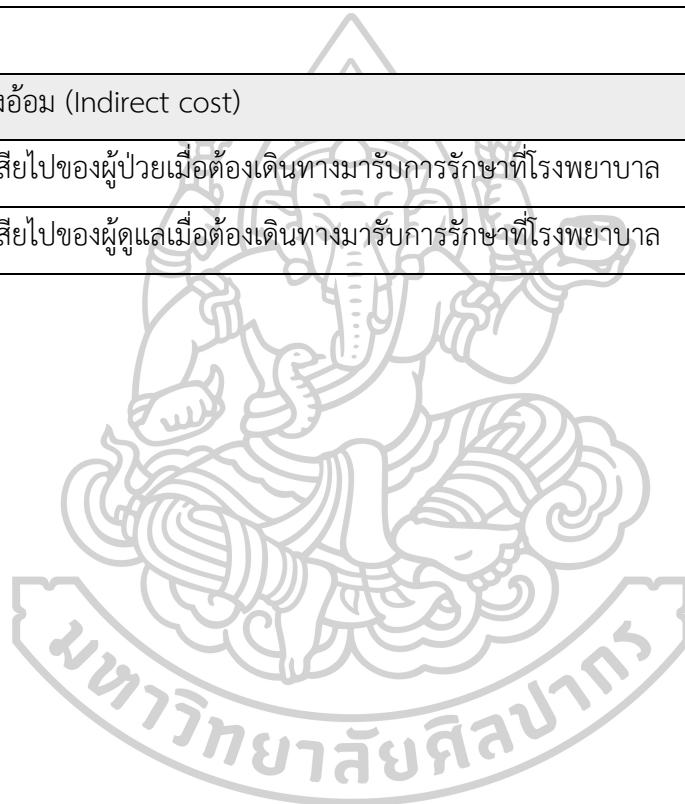 งอ้อม (Indirect cost)
สียไปของผู้ป่วยเมื่อต้องเดินทางมารับการรักษาที่โรงพยาบาล
สียไปของผู้ดูแลเมื่อต้องเดินทางมารับการรักษาที่โรงพยาบาล
มหาวิทยาลัยศิลปากร